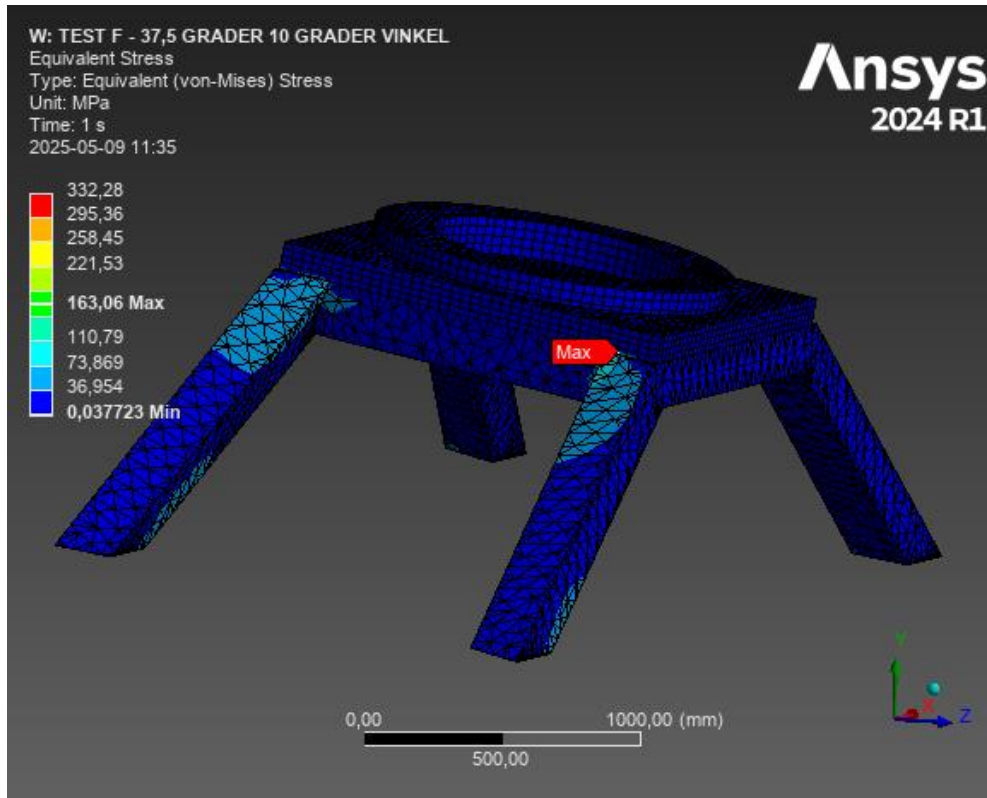 W: TEST F - 37,5 GRADER 10 GRADER VINKEL
Equivalent Stress
Type: Equivalent (von-Mises) Stress
Unit: MPa
Time: 1 s
2025-05-09 11:35
Ansys
2024 R1
332,28
295,36
258,45
221,53
163,06 Max
110,79
73,869
36,954
0,037723 Min
Max
Y
X
Z
0,00
1000,00 (mm)
500,00